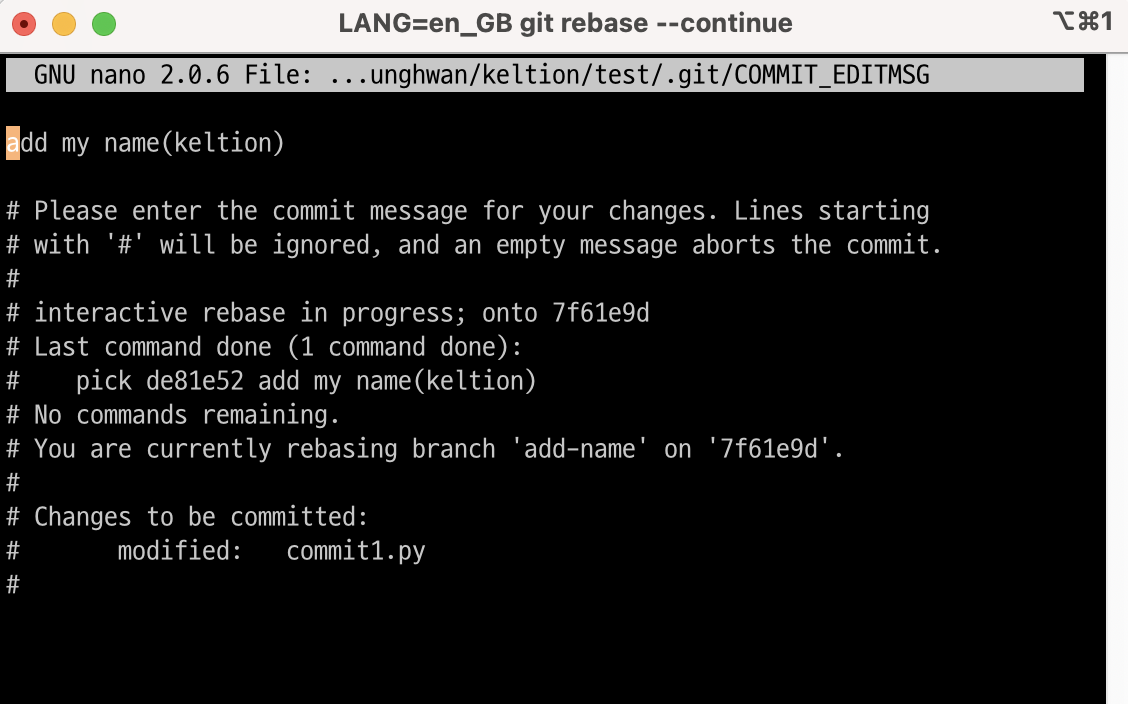 LANG=en_GB git rebase --continue ⌥⌘1
GNU nano 2.0.6 File: ...unghwan/keltion/test/.git/COMMIT_EDITMSG
add my name(keltion)
# Please enter the commit message for your changes. Lines starting
# with '#' will be ignored, and an empty message aborts the commit.
#
# interactive rebase in progress; onto 7f61e9d
# Last command done (1 command done):
#    pick de81e52 add my name(keltion)
# No commands remaining.
# You are currently rebasing branch 'add-name' on '7f61e9d'.
#
# Changes to be committed:
#       modified:   commit1.py
#